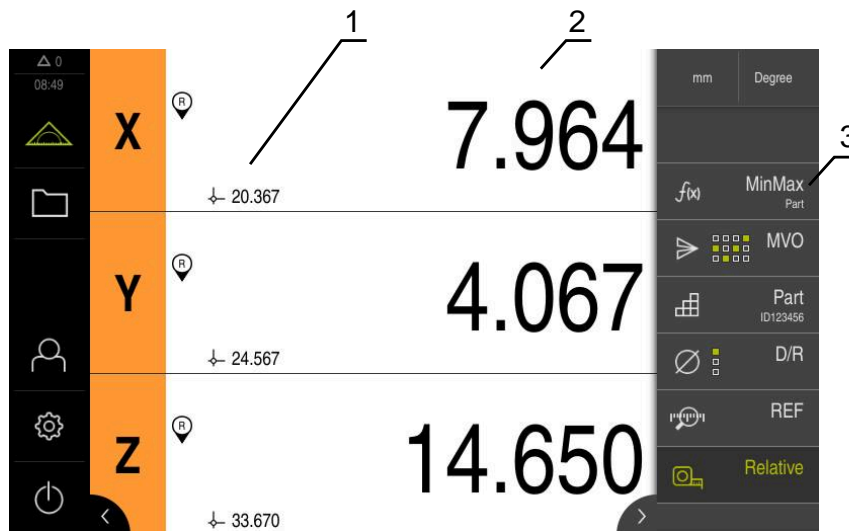 1
2
3
△ 0
08:49
X
R
7.964
20.367
Y
R
4.067
24.567
Z
R
14.650
33.670
mm
Degree
f(x)
MinMax
Part
MVO
Part
ID123456
D/R
REF
Relative